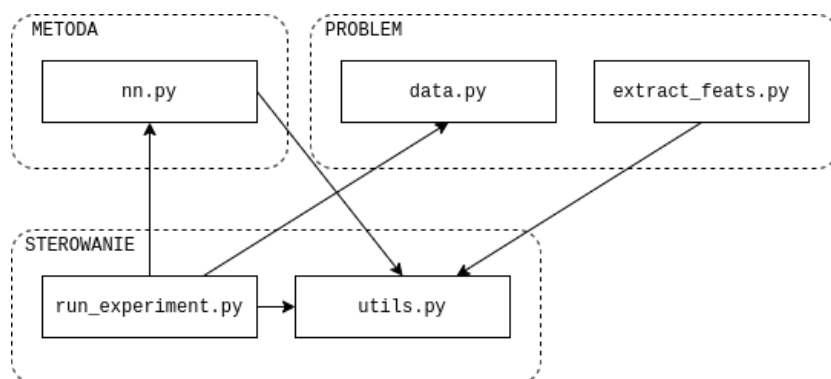 METODA
PROBLEM
nn.py
data.py
extract_feats.py
STEROWANIE
run_experiment.py
utils.py